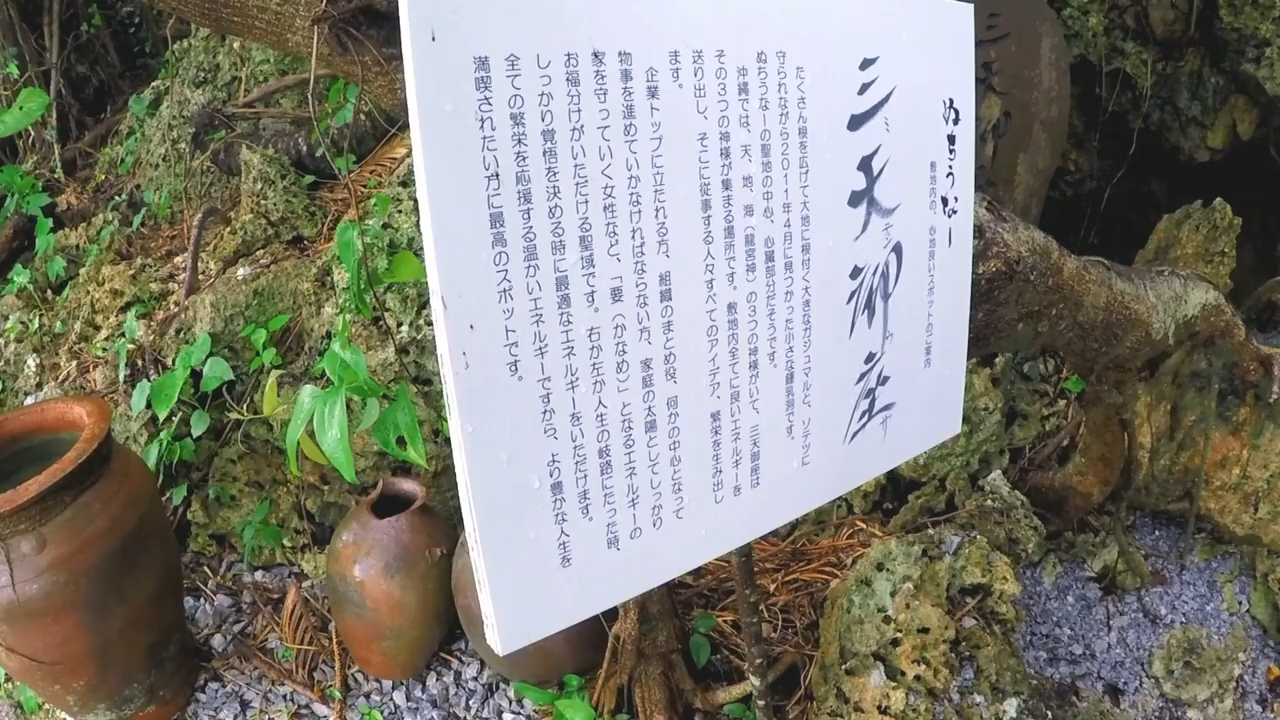 ぬちうなー
敷地内の、心地良いスポットのご案内
三天御座
ミ テン ウ ザ
たくさん根を広げて大地に根付く大きなガジュマルと、ソテツに
守られながら2011年4月に見つかった小さな鍾乳洞です。
ぬちうなーの聖地の中心、心臓部分だそうです。
沖縄では、天、地、海（龍宮神）の3つの神様がいて、三天御座は
その3つの神様が集まる場所です。敷地内全てに良いエネルギーを
送り出し、そこに従事する人々すべてのアイデア、繁栄を生み出し
ます。
企業トップに立たれる方、組織のまとめ役、何かの中心となって
物事を進めていかなければならない方、家庭の太陽としてしっかり
家を守っていく女性など、「要（かなめ）」となるエネルギーの
お福分けがいただける聖域です。右か左か人生の岐路にたった時、
しっかり覚悟を決める時に最適なエネルギーをいただけます。
全ての繁栄を応援する温かいエネルギーですから、より豊かな人生を
満喫されたい方に最高のスポットです。
三天御